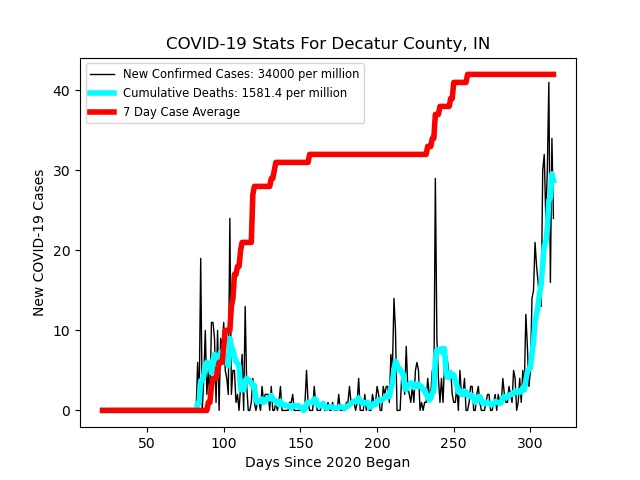 COVID-19 Stats For Decatur County, IN
New Confirmed Cases: 34000 per million
Cumulative Deaths: 1581.4 per million
7 Day Case Average
New COVID-19 Cases
40
30
20
10
0
50 100 150 200 250 300
Days Since 2020 Began